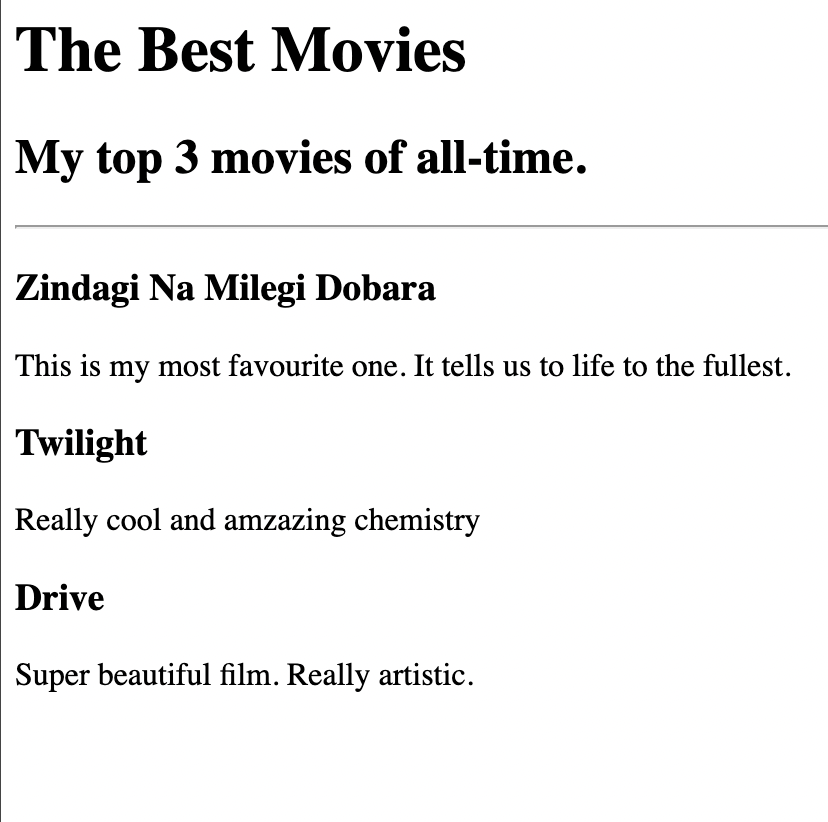 The Best Movies
My top 3 movies of all-time.
Zindagi Na Milegi Dobara
This is my most favourite one. It tells us to life to the fullest.
Twilight
Really cool and amzazing chemistry
Drive
Super beautiful film. Really artistic.